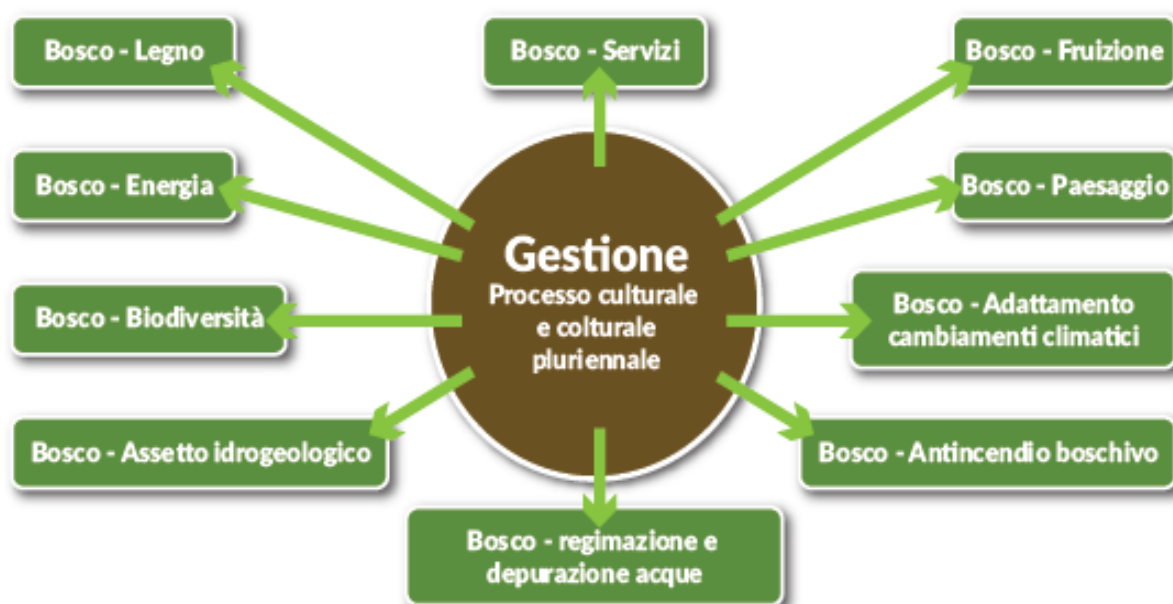 Bosco - Legno
Bosco - Servizi
Bosco - Fruizione
Bosco - Energia
Bosco - Paesaggio
Gestione
Processo culturale
e colturale
pluriennale
Bosco - Biodiversità
Bosco - Adattamento
cambiamenti climatici
Bosco - Assetto idrogeologico
Bosco - Antincendio boschivo
Bosco - regimazione e
depurazione acque